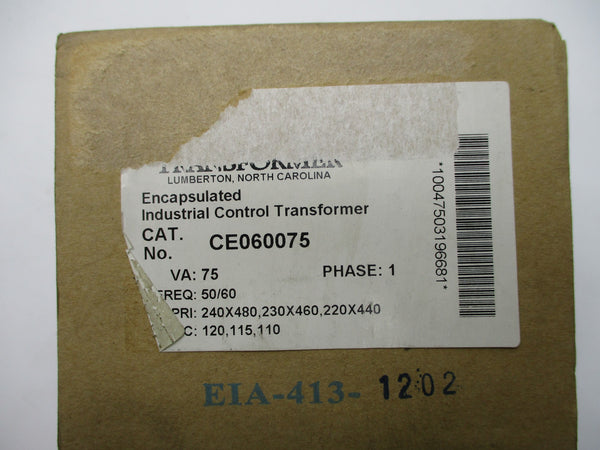 TRANSFORMER
LUMBERTON, NORTH CAROLINA
Encapsulated
Industrial Control Transformer
CAT. No. CE060075
VA: 75 PHASE: 1
FREQ: 50/60
PRI: 240X480,230X460,220X440
C: 120,115,110
*10047503196681*
EIA-413- 1202